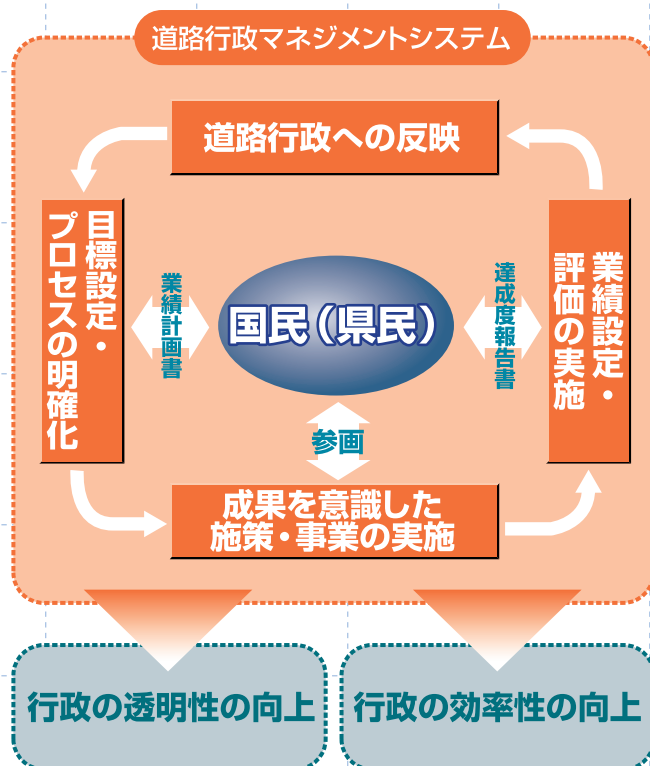 道路行政マネジメントシステム
道路行政への反映
目標設定・
プロセスの明確化
業績計画書
国民（県民）
達成度報告書
業績設定・
評価の実施
参画
成果を意識した
施策・事業の実施
行政の透明性の向上
行政の効率性の向上